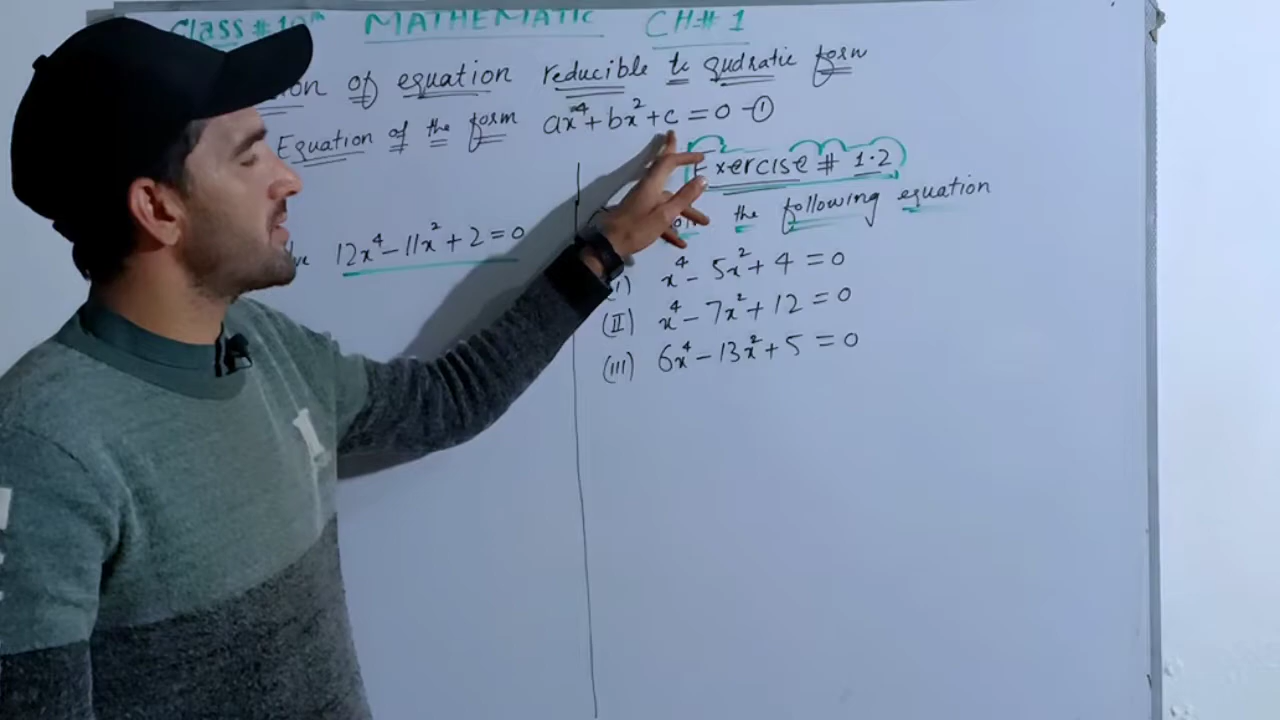 Class # 10th MATHEMATIC CH# 1
of equation reducible to qudratic form
Equation of the form ax⁴+bx²+c=0 -①
Exercise # 1.2
the following equation
12x⁴-11x²+2=0
(I) x⁴-5x²+4=0
(II) x⁴-7x²+12=0
(III) 6x⁴-13x²+5=0